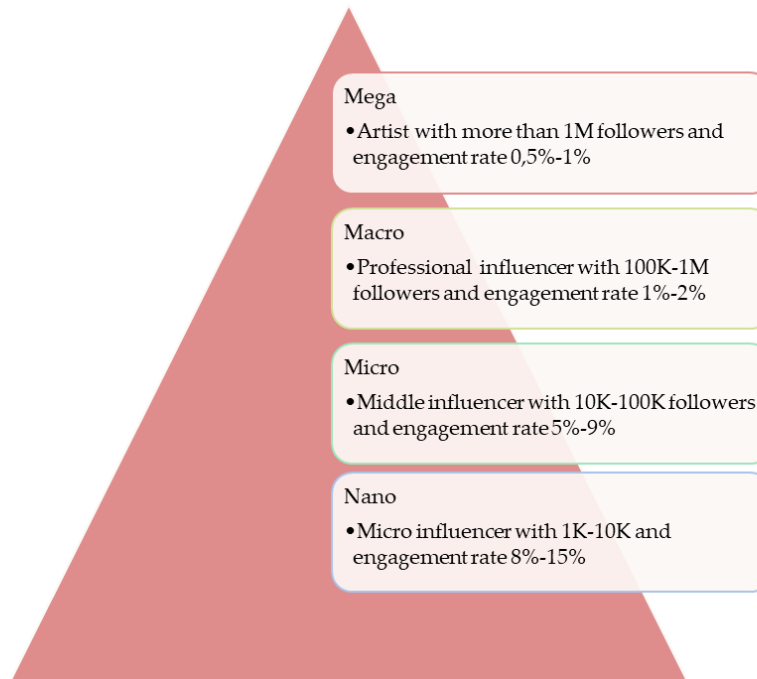 Mega
•Artist with more than 1M followers and
engagement rate 0,5%-1%
Macro
•Professional influencer with 100K-1M
followers and engagement rate 1%-2%
Micro
•Middle influencer with 10K-100K followers
and engagement rate 5%-9%
Nano
•Micro influencer with 1K-10K and
engagement rate 8%-15%